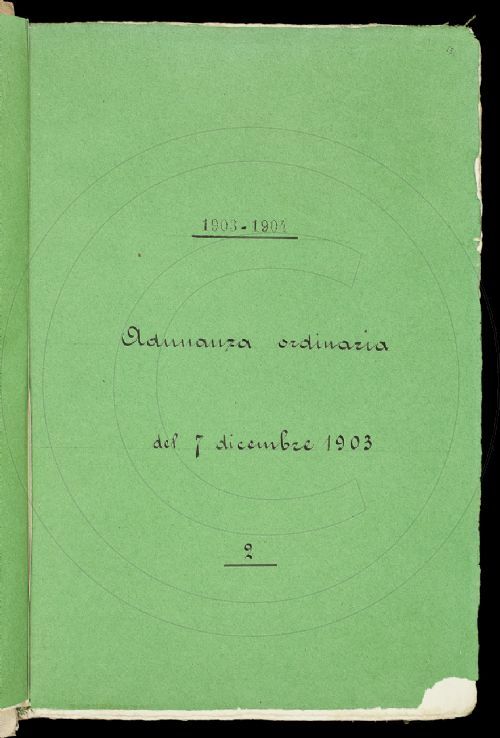 1903-1904
Adunanza ordinaria
del 7 dicembre 1903
2